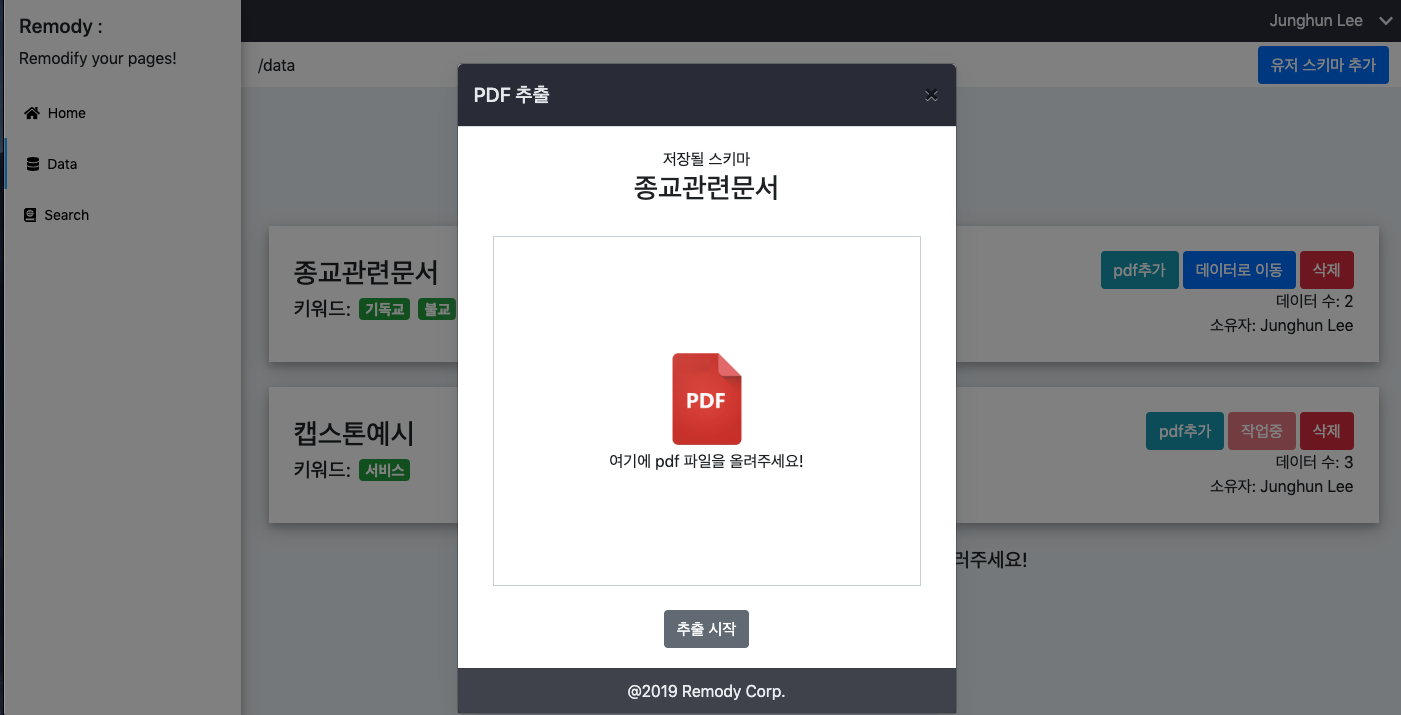 Remody :
Remodify your pages!
Home
Data
Search
Junghun Lee
/data
유저 스키마 추가
종교관련문서
키워드: 기독교 불교
pdf추가 데이터로 이동 삭제
데이터 수: 2
소유자: Junghun Lee
캡스톤예시
키워드: 서비스
pdf추가 작업중 삭제
데이터 수: 3
소유자: Junghun Lee
러주세요!
PDF 추출 ×
저장될 스키마
종교관련문서
PDF
여기에 pdf 파일을 올려주세요!
추출 시작
@2019 Remody Corp.